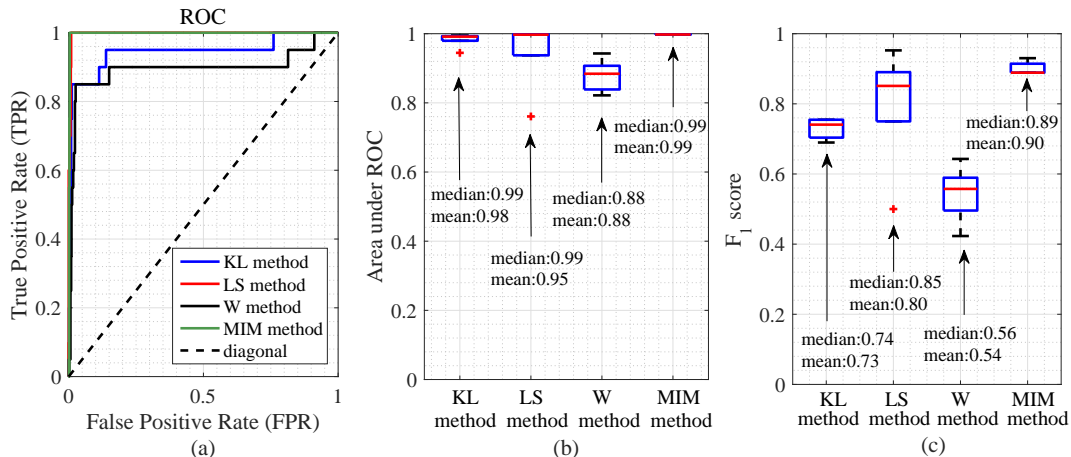 ROC
True Positive Rate (TPR)
1
0.8
0.6
0.4
0.2
0
0
0.5
1
False Positive Rate (FPR)
KL method
LS method
W method
MIM method
diagonal
(a)
Area under ROC
1
0.8
0.6
0.4
0.2
0
median:0.99
mean:0.98
median:0.99
mean:0.95
median:0.88
mean:0.88
median:0.99
mean:0.99
KL
method
LS
method
W
method
MIM
method
(b)
F1 score
1
0.8
0.6
0.4
0.2
0
median:0.74
mean:0.73
median:0.85
mean:0.80
median:0.56
mean:0.54
median:0.89
mean:0.90
KL
method
LS
method
W
method
MIM
method
(c)